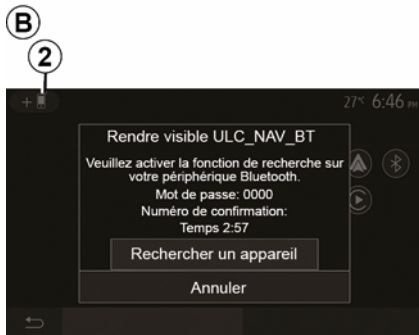 B
2
27°C 6:46 PM
Rendre visible ULC_NAV_BT
Veuillez activer la fonction de recherche sur
votre périphérique Bluetooth.
Mot de passe: 0000
Numéro de confirmation:
Temps 2:57
Rechercher un appareil
Annuler